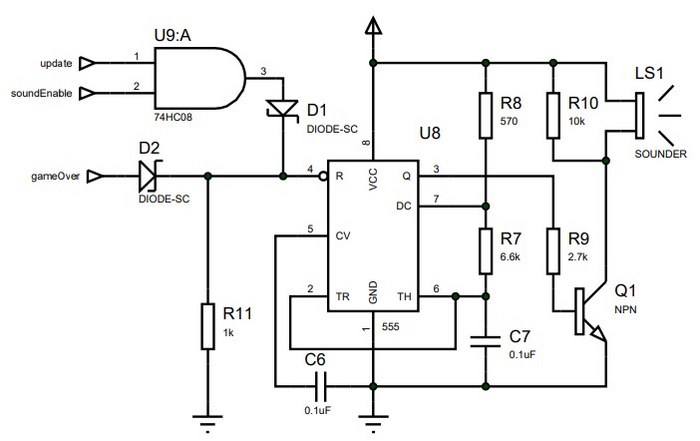 U9:A
update
1
soundEnable
2
3
74HC08
D1
DIODE-SC
D2
gameOver
DIODE-SC
R11
1k
U8
8
4
R
VCC
Q
3
DC
7
5
CV
2
TR
GND
TH
6
1
555
C6
0.1uF
R8
570
R10
10k
LS1
SOUNDER
R7
6.6k
R9
2.7k
Q1
NPN
C7
0.1uF